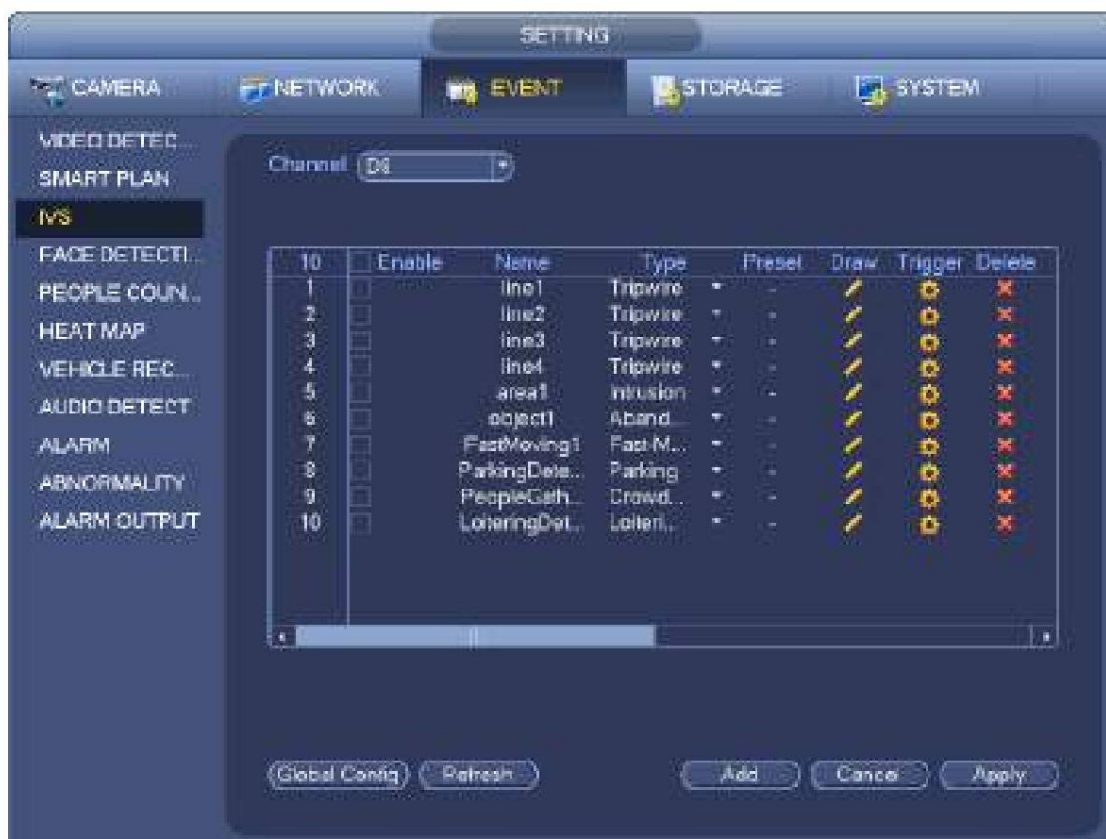 SETTING
CAMERA NETWORK EVENT STORAGE SYSTEM
VIDEO DETEC...
SMART PLAN
IVS
FACE DETECTI...
PEOPLE COUN...
HEAT MAP
VEHICLE REC...
AUDIO DETECT
ALARM
ABNORMALITY
ALARM OUTPUT
Channel
10 Enable Name Type Preset Draw Trigger Delete
1 line1 Tripwire -
2 line2 Tripwire -
3 line3 Tripwire -
4 line4 Tripwire -
5 area1 Intrusion -
6 object1 Aband... -
7 FastMoving1 Fast-M... -
8 ParkingDete... Parking -
9 PeopleGath... Crowd... -
10 LoiteringDet... Loiteri... -
Global Config Refresh Add Cancel Apply